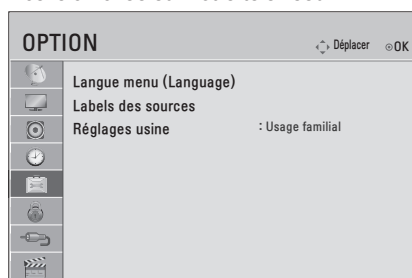 OPTION
Déplacer
OK
Langue menu (Language)
Labels des sources
Réglages usine : Usage familial